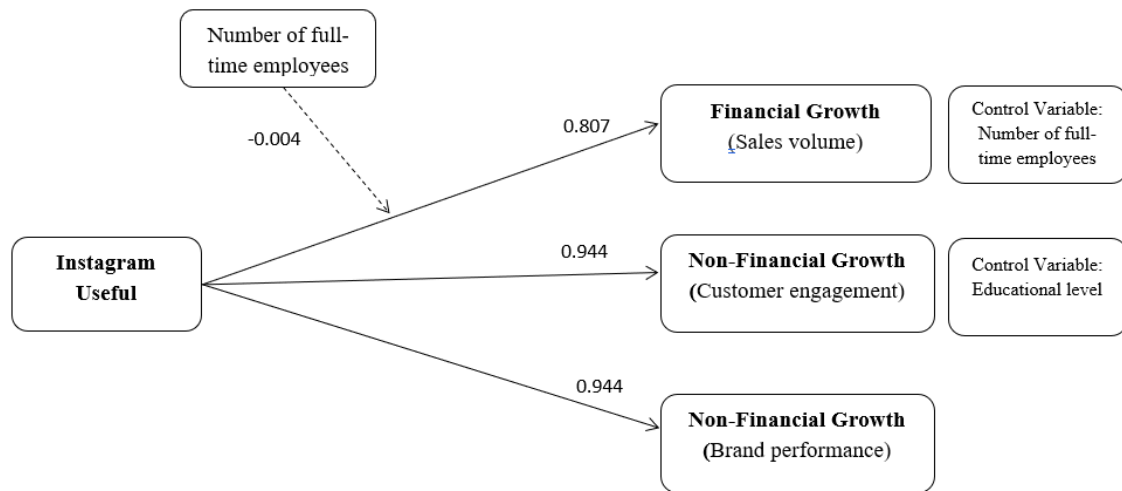 Number of full-
time employees
-0.004
0.807
Financial Growth
(Sales volume)
Control Variable:
Number of full-
time employees
Instagram
Useful
0.944
Non-Financial Growth
(Customer engagement)
Control Variable:
Educational level
0.944
Non-Financial Growth
(Brand performance)